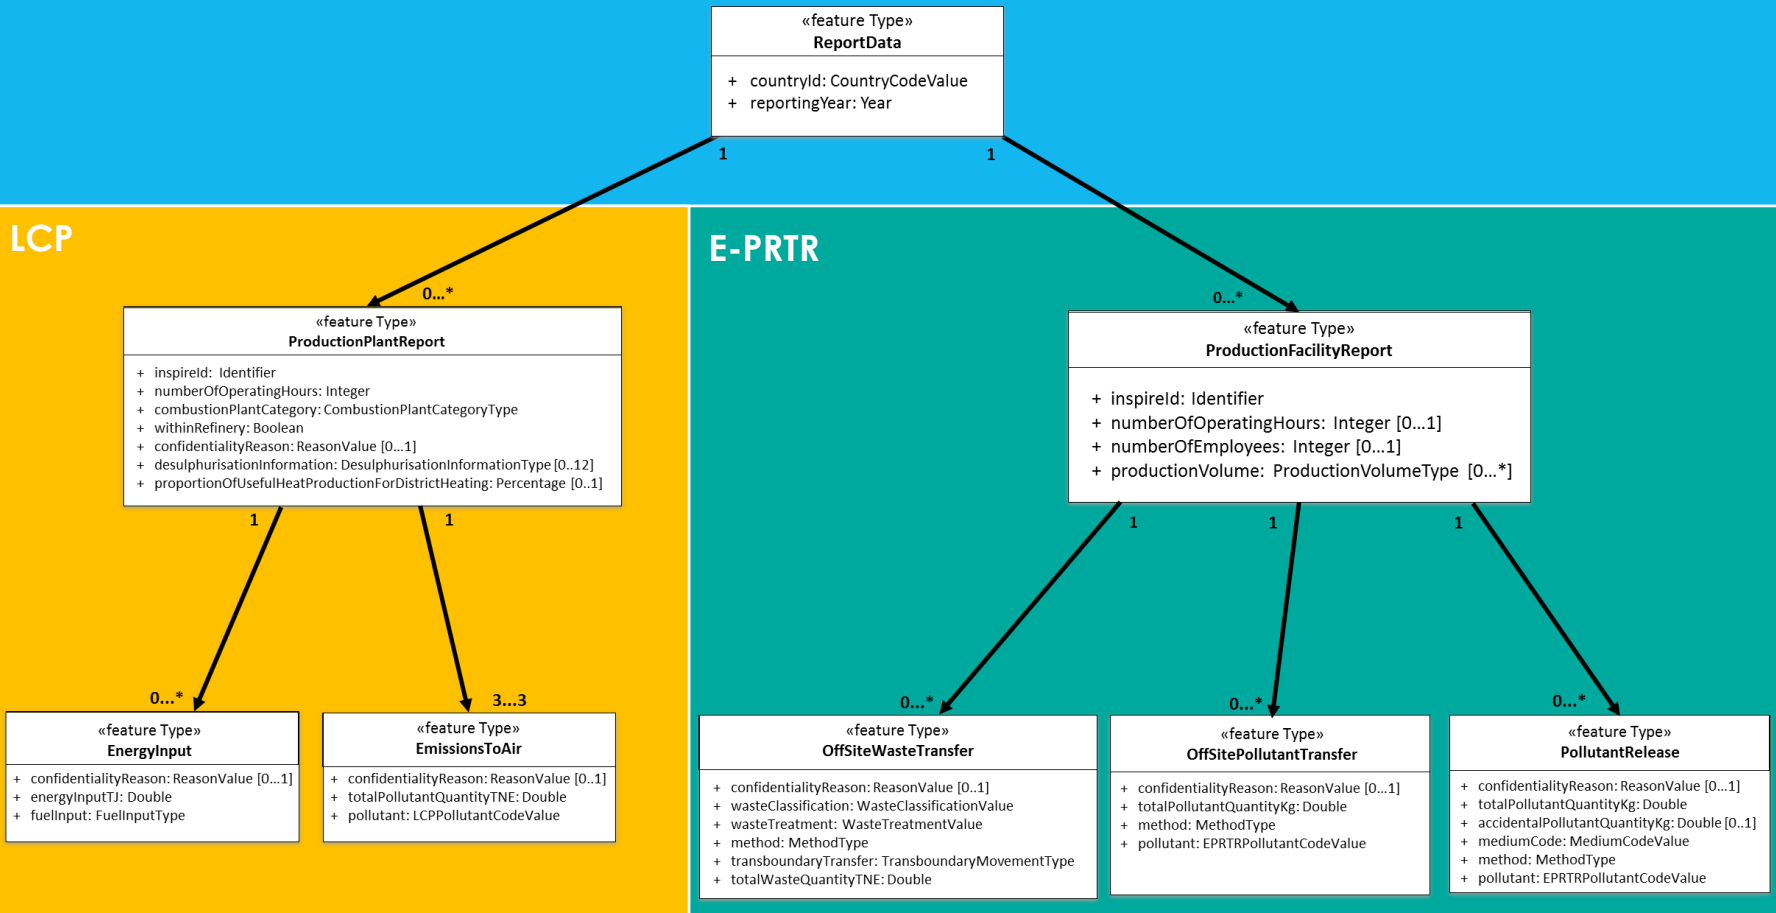 «feature Type»
ReportData
+ countryId: CountryCodeValue
+ reportingYear: Year
1
1
LCP
E-PRTR
0...*
0...*
«feature Type»
ProductionPlantReport
+ inspireId: Identifier
+ numberOfOperatingHours: Integer
+ combustionPlantCategory: CombustionPlantCategoryType
+ withinRefinery: Boolean
+ confidentialityReason: ReasonValue [0...1]
+ desulphurisationInformation: DesulphurisationInformationType [0..12]
+ proportionOfUsefulHeatProductionForDistrictHeating: Percentage [0..1]
«feature Type»
ProductionFacilityReport
+ inspireId: Identifier
+ numberOfOperatingHours: Integer [0...1]
+ numberOfEmployees: Integer [0...1]
+ productionVolume: ProductionVolumeType [0...*]
1
1
1
1
1
0...*
3...3
0...*
0...*
0...*
«feature Type»
EnergyInput
+ confidentialityReason: ReasonValue [0...1]
+ energyInputTJ: Double
+ fuelInput: FuelInputType
«feature Type»
EmissionsToAir
+ confidentialityReason: ReasonValue [0..1]
+ totalPollutantQuantityTNE: Double
+ pollutant: LCPPollutantCodeValue
«feature Type»
OffSiteWasteTransfer
+ confidentialityReason: ReasonValue [0..1]
+ wasteClassification: WasteClassificationValue
+ wasteTreatment: WasteTreatmentValue
+ method: MethodType
+ transboundaryTransfer: TransboundaryMovementType
+ totalWasteQuantityTNE: Double
«feature Type»
OffSitePollutantTransfer
+ confidentialityReason: ReasonValue [0...1]
+ totalPollutantQuantityKg: Double
+ method: MethodType
+ pollutant: EPRTRPollutantCodeValue
«feature Type»
PollutantRelease
+ confidentialityReason: ReasonValue [0...1]
+ totalPollutantQuantityKg: Double
+ accidentalPollutantQuantityKg: Double [0..1]
+ mediumCode: MediumCodeValue
+ method: MethodType
+ pollutant: EPRTRPollutantCodeValue